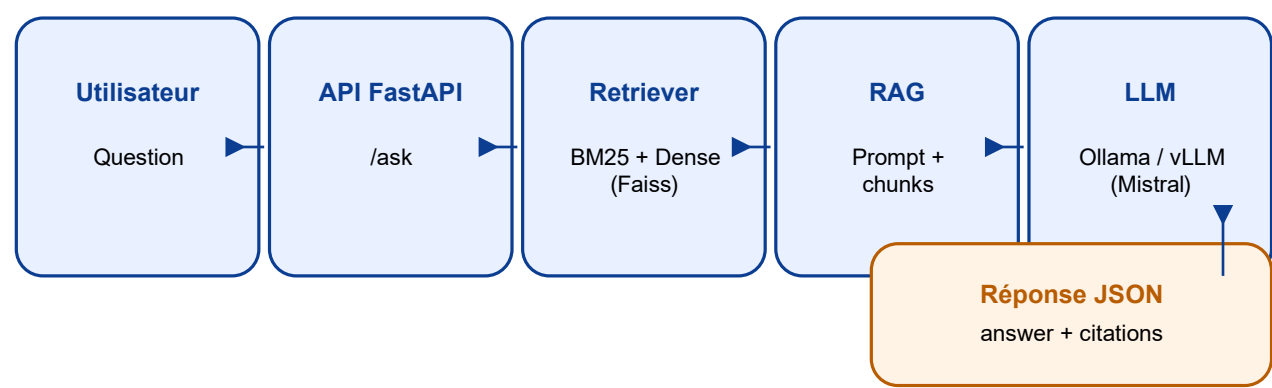 Utilisateur
Question
API FastAPI
/ask
Retriever
BM25 + Dense
(Faiss)
RAG
Prompt +
chunks
LLM
Ollama / vLLM
(Mistral)
Réponse JSON
answer + citations